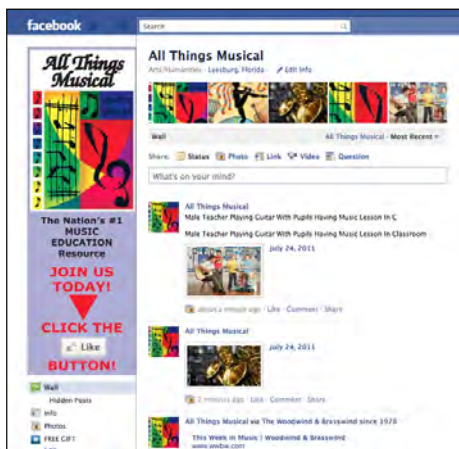 facebook
Search
All Things
Musical
The Nation's #1
MUSIC
EDUCATION
Resource
JOIN US
TODAY!
CLICK THE
Like
BUTTON!
Wall
Hidden Posts
Info
Photos
FREE GIFT
All Things Musical
Arts/Humanities · Leesburg, Florida · Edit Info
Wall
All Things Musical · Most Recent
Share: Status Photo Link Video Question
What's on your mind?
All Things Musical
Male Teacher Playing Guitar With Pupils Having Music Lesson In C
Male Teacher Playing Guitar With Pupils Having Music Lesson In Classroom
July 24, 2011
about a minute ago · Like · Comment · Share
All Things Musical
July 24, 2011
2 minutes ago · Like · Comment · Share
All Things Musical via The Woodwind & Brasswind since 1978
This Week in Music | Woodwind & Brasswind
www.wwbw.com